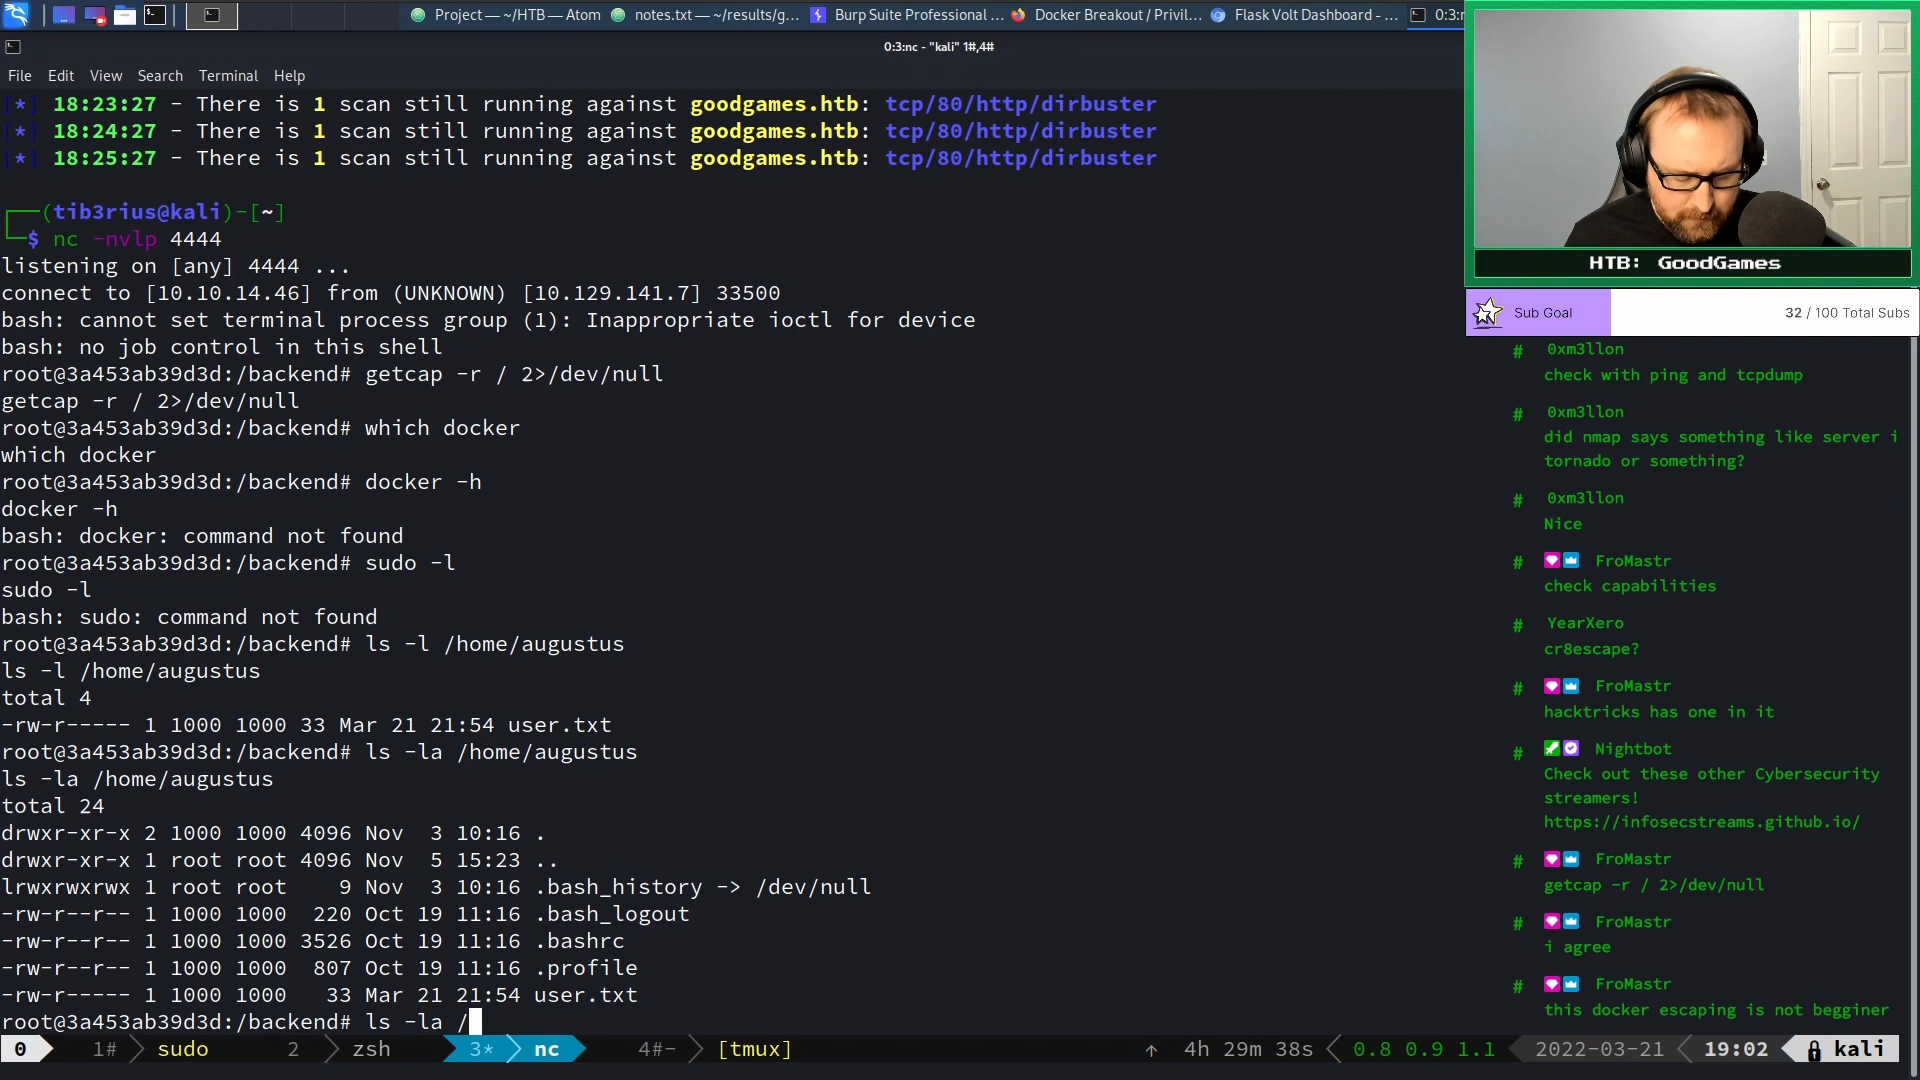 Project — ~/HTB — Atom
notes.txt — ~/results/g...
Burp Suite Professional ...
Docker Breakout / Privil...
Flask Volt Dashboard - ...
0:3:n
0:3:nc - "kali" 1#,4#
File Edit View Search Terminal Help
[*] 18:23:27 - There is 1 scan still running against goodgames.htb: tcp/80/http/dirbuster
[*] 18:24:27 - There is 1 scan still running against goodgames.htb: tcp/80/http/dirbuster
[*] 18:25:27 - There is 1 scan still running against goodgames.htb: tcp/80/http/dirbuster
┌──(tib3rius@kali)-[~]
└─$ nc -nvlp 4444
listening on [any] 4444 ...
connect to [10.10.14.46] from (UNKNOWN) [10.129.141.7] 33500
bash: cannot set terminal process group (1): Inappropriate ioctl for device
bash: no job control in this shell
root@3a453ab39d3d:/backend# getcap -r / 2>/dev/null
getcap -r / 2>/dev/null
root@3a453ab39d3d:/backend# which docker
which docker
root@3a453ab39d3d:/backend# docker -h
docker -h
bash: docker: command not found
root@3a453ab39d3d:/backend# sudo -l
sudo -l
bash: sudo: command not found
root@3a453ab39d3d:/backend# ls -l /home/augustus
ls -l /home/augustus
total 4
-rw-r----- 1 1000 1000 33 Mar 21 21:54 user.txt
root@3a453ab39d3d:/backend# ls -la /home/augustus
ls -la /home/augustus
total 24
drwxr-xr-x 2 1000 1000 4096 Nov  3 10:16 .
drwxr-xr-x 1 root root 4096 Nov  5 15:23 ..
lrwxrwxrwx 1 root root    9 Nov  3 10:16 .bash_history -> /dev/null
-rw-r--r-- 1 1000 1000  220 Oct 19 11:16 .bash_logout
-rw-r--r-- 1 1000 1000 3526 Oct 19 11:16 .bashrc
-rw-r--r-- 1 1000 1000  807 Oct 19 11:16 .profile
-rw-r----- 1 1000 1000   33 Mar 21 21:54 user.txt
root@3a453ab39d3d:/backend# ls -la /
0 1# sudo 2 zsh 3* nc 4#- [tmux] ↑ 4h 29m 38s 0.8 0.9 1.1 2022-03-21 19:02 kali
HTB: GoodGames
Sub Goal 32 / 100 Total Subs
# 0xm3llon
check with ping and tcpdump
# 0xm3llon
did nmap says something like server i
tornado or something?
# 0xm3llon
Nice
# FroMastr
check capabilities
# YearXero
cr8escape?
# FroMastr
hacktricks has one in it
# Nightbot
Check out these other Cybersecurity
streamers!
https://infosecstreams.github.io/
# FroMastr
getcap -r / 2>/dev/null
# FroMastr
i agree
# FroMastr
this docker escaping is not begginer